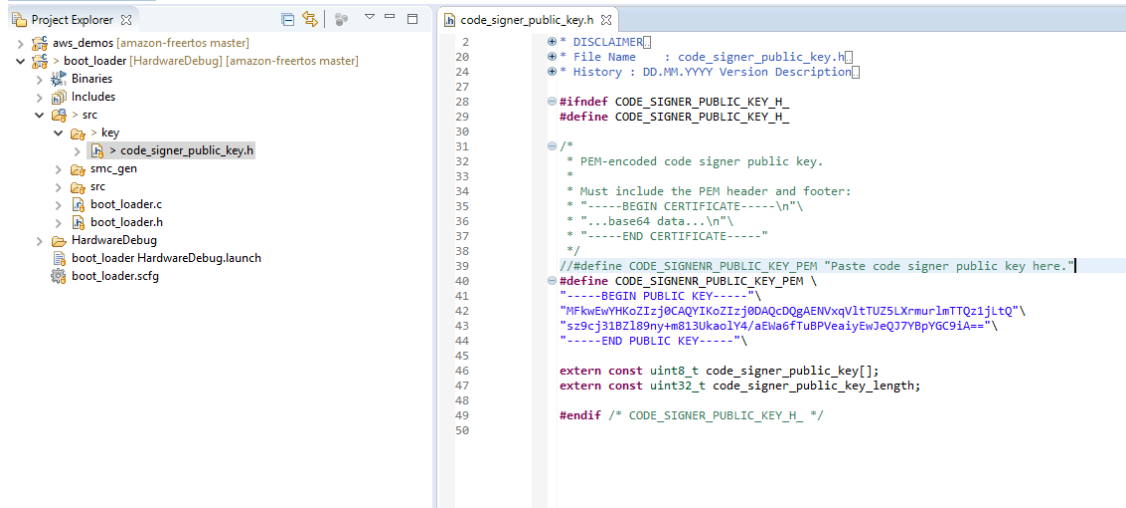 Project Explorer
aws_demos [amazon-freertos master]
> boot_loader [HardwareDebug] [amazon-freertos master]
Binaries
Includes
> src
> key
> code_signer_public_key.h
smc_gen
src
boot_loader.c
boot_loader.h
HardwareDebug
boot_loader HardwareDebug.launch
boot_loader.scfg
code_signer_public_key.h
2 * DISCLAIMER
20 * File Name : code_signer_public_key.h
24 * History : DD.MM.YYYY Version Description
27
28 #ifndef CODE_SIGNER_PUBLIC_KEY_H_
29 #define CODE_SIGNER_PUBLIC_KEY_H_
30
31 /*
32 * PEM-encoded code signer public key.
33 *
34 * Must include the PEM header and footer:
35 * "-----BEGIN CERTIFICATE-----\n"\
36 * "...base64 data...\n"\
37 * "-----END CERTIFICATE-----"
38 */
39 //#define CODE_SIGNENR_PUBLIC_KEY_PEM "Paste code signer public key here."
40 #define CODE_SIGNENR_PUBLIC_KEY_PEM \
41 "-----BEGIN PUBLIC KEY-----"\
42 "MFkwEwYHKoZIzj0CAQYIKoZIzj0DAQcDQgAENVxqVltTUZ5LXrmurlmTTQz1jLtQ"\
43 "sz9cj31BZl89ny+m813UkaolY4/aEWa6fTuBPVeaiyEwJeQJ7YBpYGC9iA=="\
44 "-----END PUBLIC KEY-----"\
45
46 extern const uint8_t code_signer_public_key[];
47 extern const uint32_t code_signer_public_key_length;
48
49 #endif /* CODE_SIGNER_PUBLIC_KEY_H_ */
50